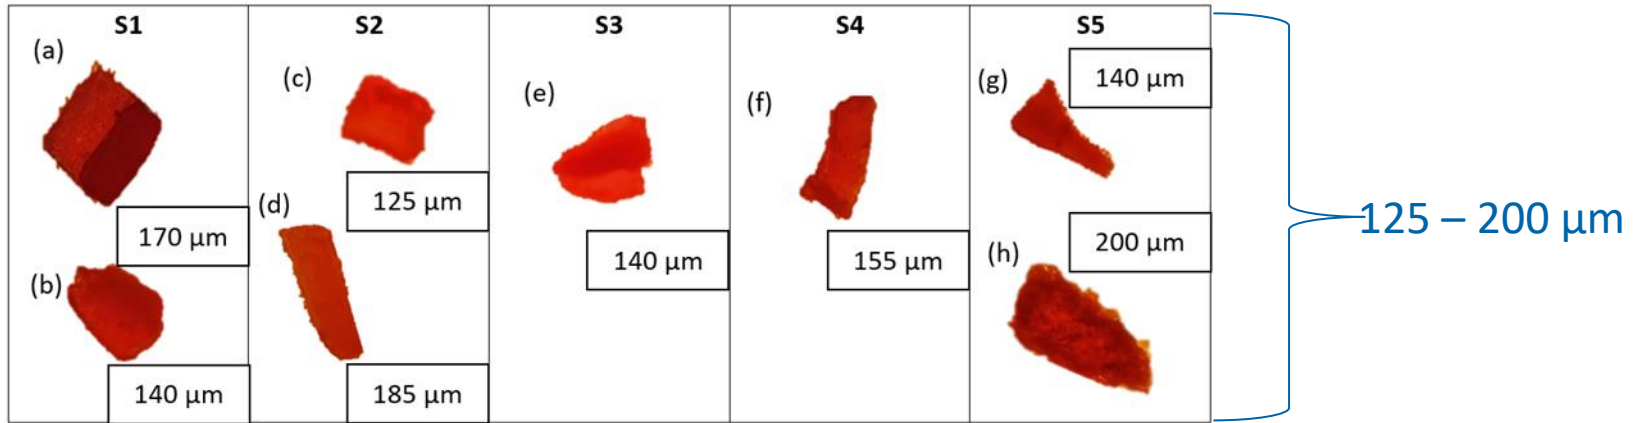 S1
(a)
170 µm
(b)
140 µm
S2
(c)
125 µm
(d)
185 µm
S3
(e)
140 µm
S4
(f)
155 µm
S5
(g)
140 µm
200 µm
(h)
125 – 200 µm